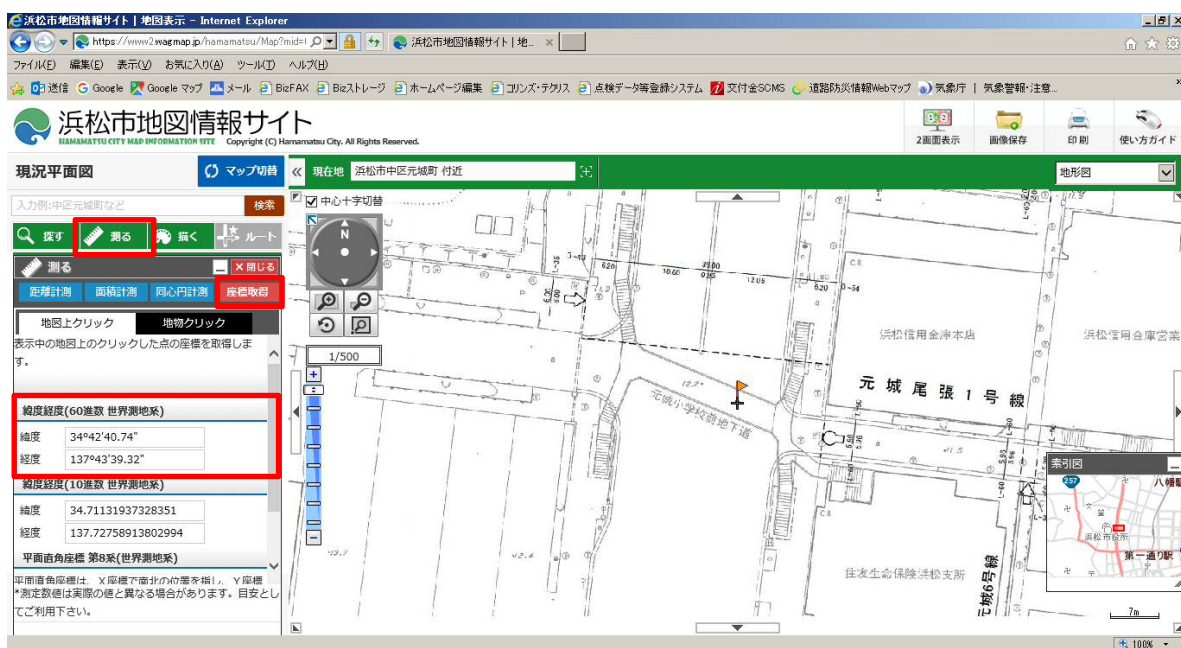 浜松市地図情報サイト | 地図表示 - Internet Explorer
https://www2.wagmap.jp/hamamatsu/Map?mid=1
浜松市地図情報サイト | 地...
ファイル(F) 編集(E) 表示(V) お気に入り(A) ツール(T) ヘルプ(H)
送信 Google Google マップ メール BizFAX Bizストレージ ホームページ編集 コリンズ・テクリス 点検データ等登録システム 交付金SCMS 道路防災情報Webマップ 気象庁 | 気象警報・注意...
浜松市地図情報サイト
HAMAMATSU CITY MAP INFORMATION SITE Copyright (C) Hamamatsu City. All Rights Reserved.
2画面表示 画像保存 印刷 使い方ガイド
現況平面図 マップ切替 現在地 浜松市中区元城町 付近 地形図
入力例:中区元城町など 検索
中心十字切替
探す 測る 描く ルート
N
測る ×閉じる
距離計測 面積計測 同心円計測 座標取得
地図上クリック 地物クリック
表示中の地図上のクリックした点の座標を取得しま
す。
1/500
緯度経度(60進数 世界測地系)
緯度 34°42'40.74"
経度 137°43'39.32"
緯度経度(10進数 世界測地系)
緯度 34.71131937328351
経度 137.72758913802994
平面直角座標 第8系(世界測地系)
平面直角座標は、X座標で南北の位置を指し、Y座標
*測定数値は実際の値と異なる場合があります。目安とし
てご利用下さい。
6.20 10.60 12.05 6.20 0-54
浜松信用金庫本店
浜松信用金庫営業
元城尾張1号線
元城小学校前地下道
住友生命保険浜松支所
元城6号線
索引図
257
八幡駅
浜松市役所
第一通り駅
7m
100%